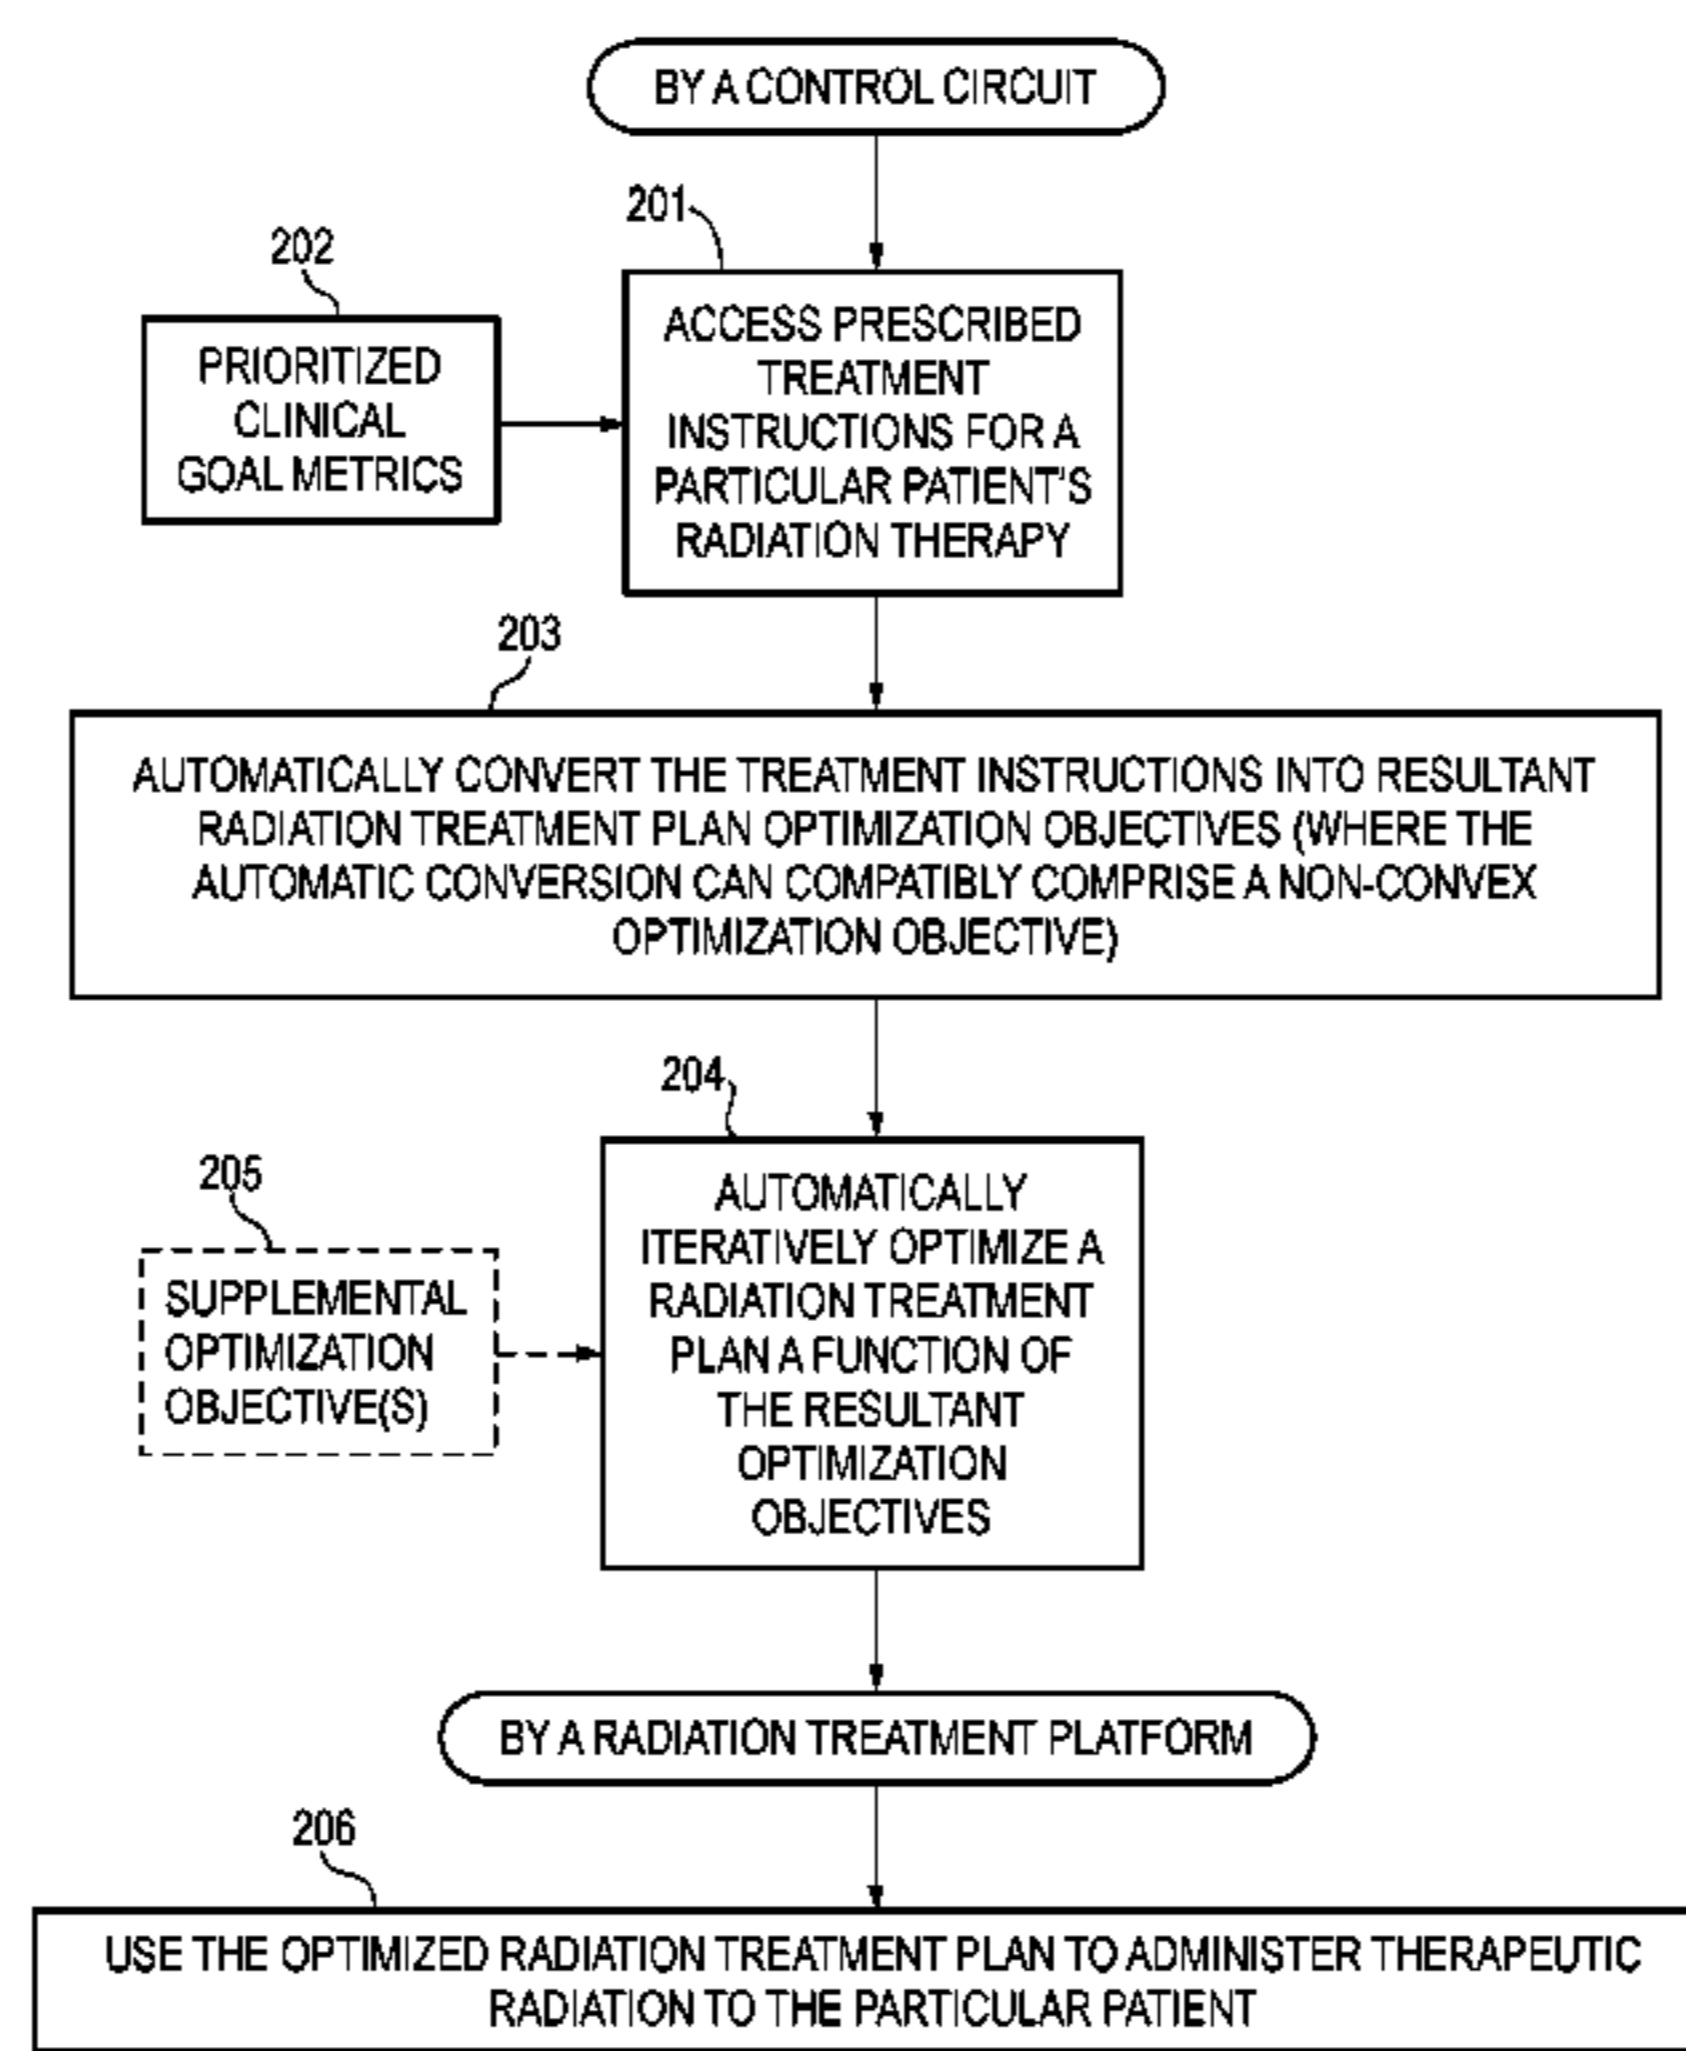 BY A CONTROL CIRCUIT
201
202
PRIORITIZED
CLINICAL
GOAL METRICS
ACCESS PRESCRIBED
TREATMENT
INSTRUCTIONS FOR A
PARTICULAR PATIENT'S
RADIATION THERAPY
203
AUTOMATICALLY CONVERT THE TREATMENT INSTRUCTIONS INTO RESULTANT
RADIATION TREATMENT PLAN OPTIMIZATION OBJECTIVES (WHERE THE
AUTOMATIC CONVERSION CAN COMPATIBLY COMPRISE A NON-CONVEX
OPTIMIZATION OBJECTIVE)
204
205
SUPPLEMENTAL
OPTIMIZATION
OBJECTIVE(S)
AUTOMATICALLY
ITERATIVELY OPTIMIZE A
RADIATION TREATMENT
PLAN A FUNCTION OF
THE RESULTANT
OPTIMIZATION
OBJECTIVES
BY A RADIATION TREATMENT PLATFORM
206
USE THE OPTIMIZED RADIATION TREATMENT PLAN TO ADMINISTER THERAPEUTIC
RADIATION TO THE PARTICULAR PATIENT